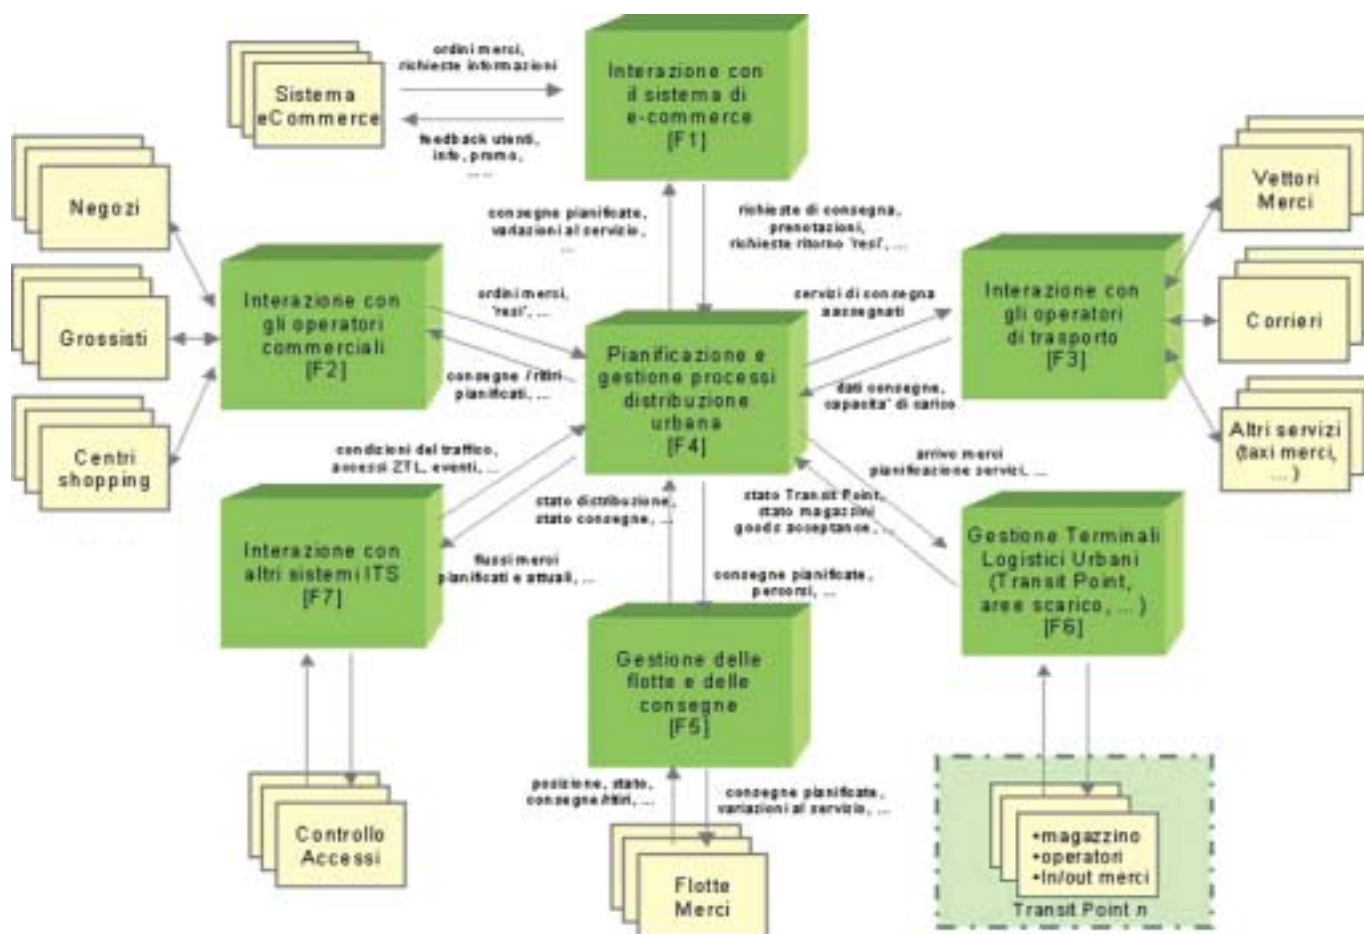 ordini merci,
richieste informazioni
Sistema
eCommerce
feedback utenti,
info, promo,
.....
Interazione con
il sistema di
e-commerce
[F1]
Vettori
Merci
Negozi
consegne pianificate,
variazioni al servizio,
...
richieste di consegna,
prenotazioni,
richieste ritorno 'resi', ...
Interazione con
gli operatori
commerciali
[F2]
ordini merci,
'resi', ...
servizi di consegna
aassegnati
Interazione con
gli operatori
di trasporto
[F3]
Corrieri
Grossisti
Pianificazione e
gestione processi
distribuzione
urbana
[F4]
consegne / ritiri
pianificati, ...
dati consegne,
capacita' di carico
Centri
shopping
condizioni del traffico,
accessi ZTL, eventi, ...
arrivo merci
pianificazione servizi, ...
Altri servizi
(taxi merci,
...)
stato distribuzione,
stato consegne, ...
stato Transit Point,
stato magazzini
goods acceptance, ...
Interazione con
altri sistemi ITS
[F7]
flussi merci
pianificati e attuali, ...
consegne pianificate,
percorsi, ...
Gestione Terminali
Logistici Urbani
(Transit Point,
aree scarico, ...)
[F6]
Gestione delle
flotte e delle
consegne
[F5]
posizione, stato,
consegne/ritiri, ...
consegne pianificate,
variazioni al servizio, ...
Controllo
Accessi
Flotte
Merci
•magazzino
•operatori
•In/out merci
Transit Point n